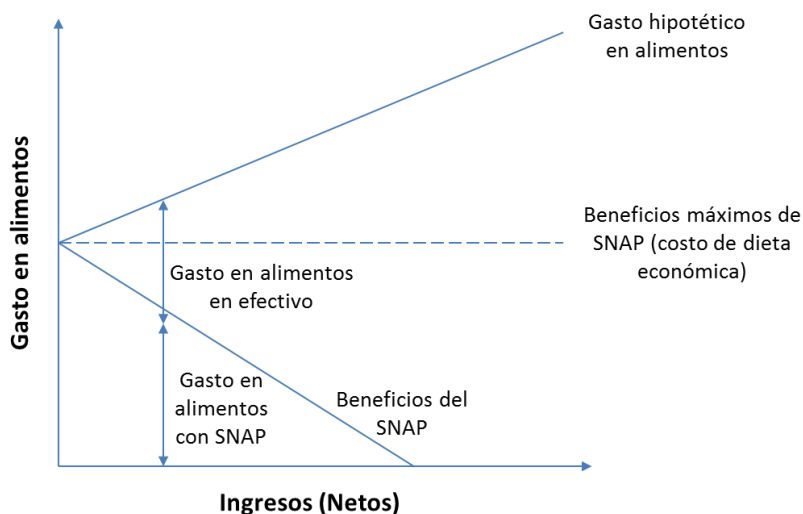 Gasto hipotético
en alimentos
Gasto en alimentos
Beneficios máximos de
SNAP (costo de dieta
económica)
Gasto en alimentos
en efectivo
Gasto en
alimentos
con SNAP
Beneficios del
SNAP
Ingresos (Netos)